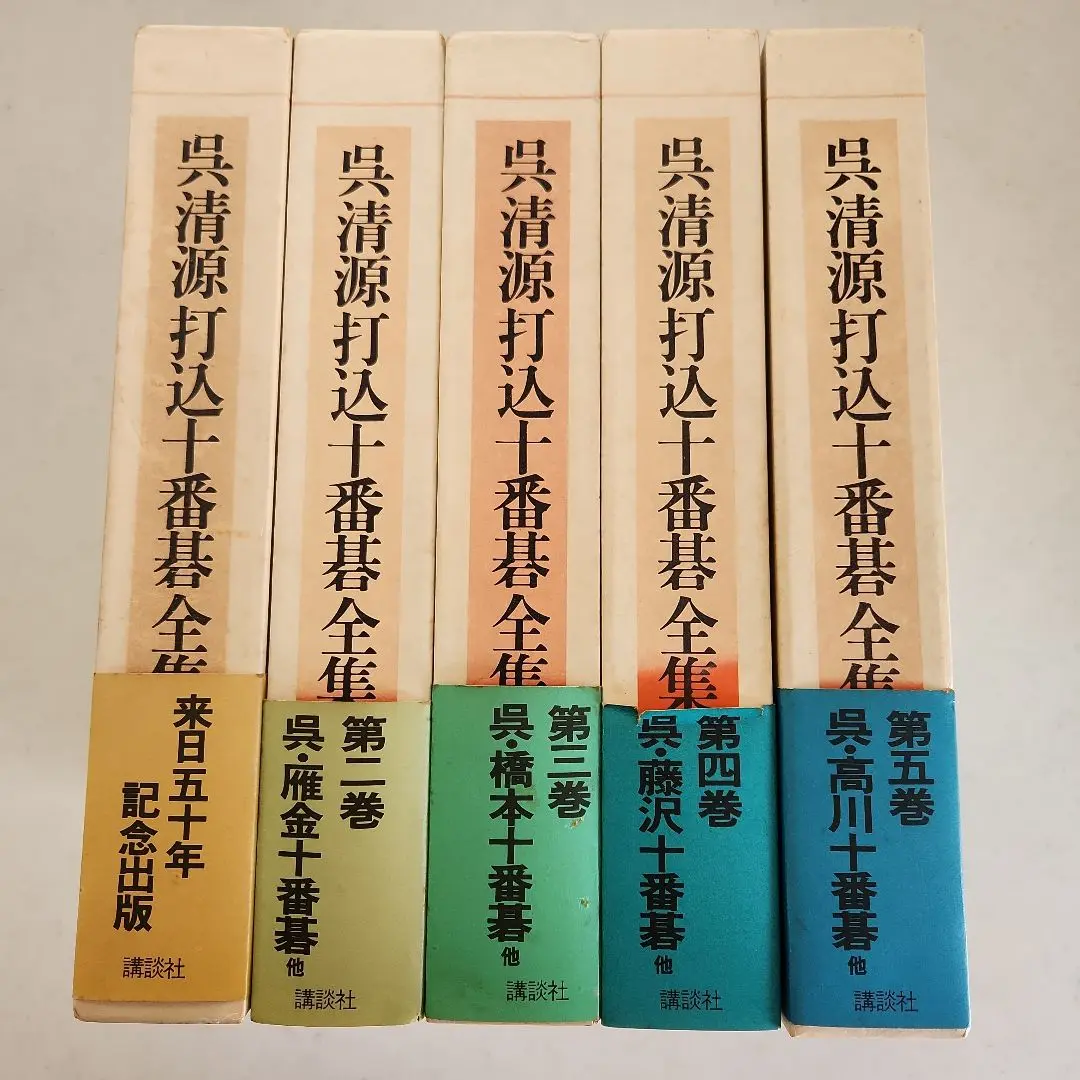 呉清源打込十番碁全集
来日五十年
記念出版
講談社
呉清源打込十番碁全集
第二巻
呉・雁金十番碁他
講談社
呉清源打込十番碁全集
第三巻
呉・橋本十番碁他
講談社
呉清源打込十番碁全集
第四巻
呉・藤沢十番碁他
講談社
呉清源打込十番碁全集
第五巻
呉・高川十番碁他
講談社